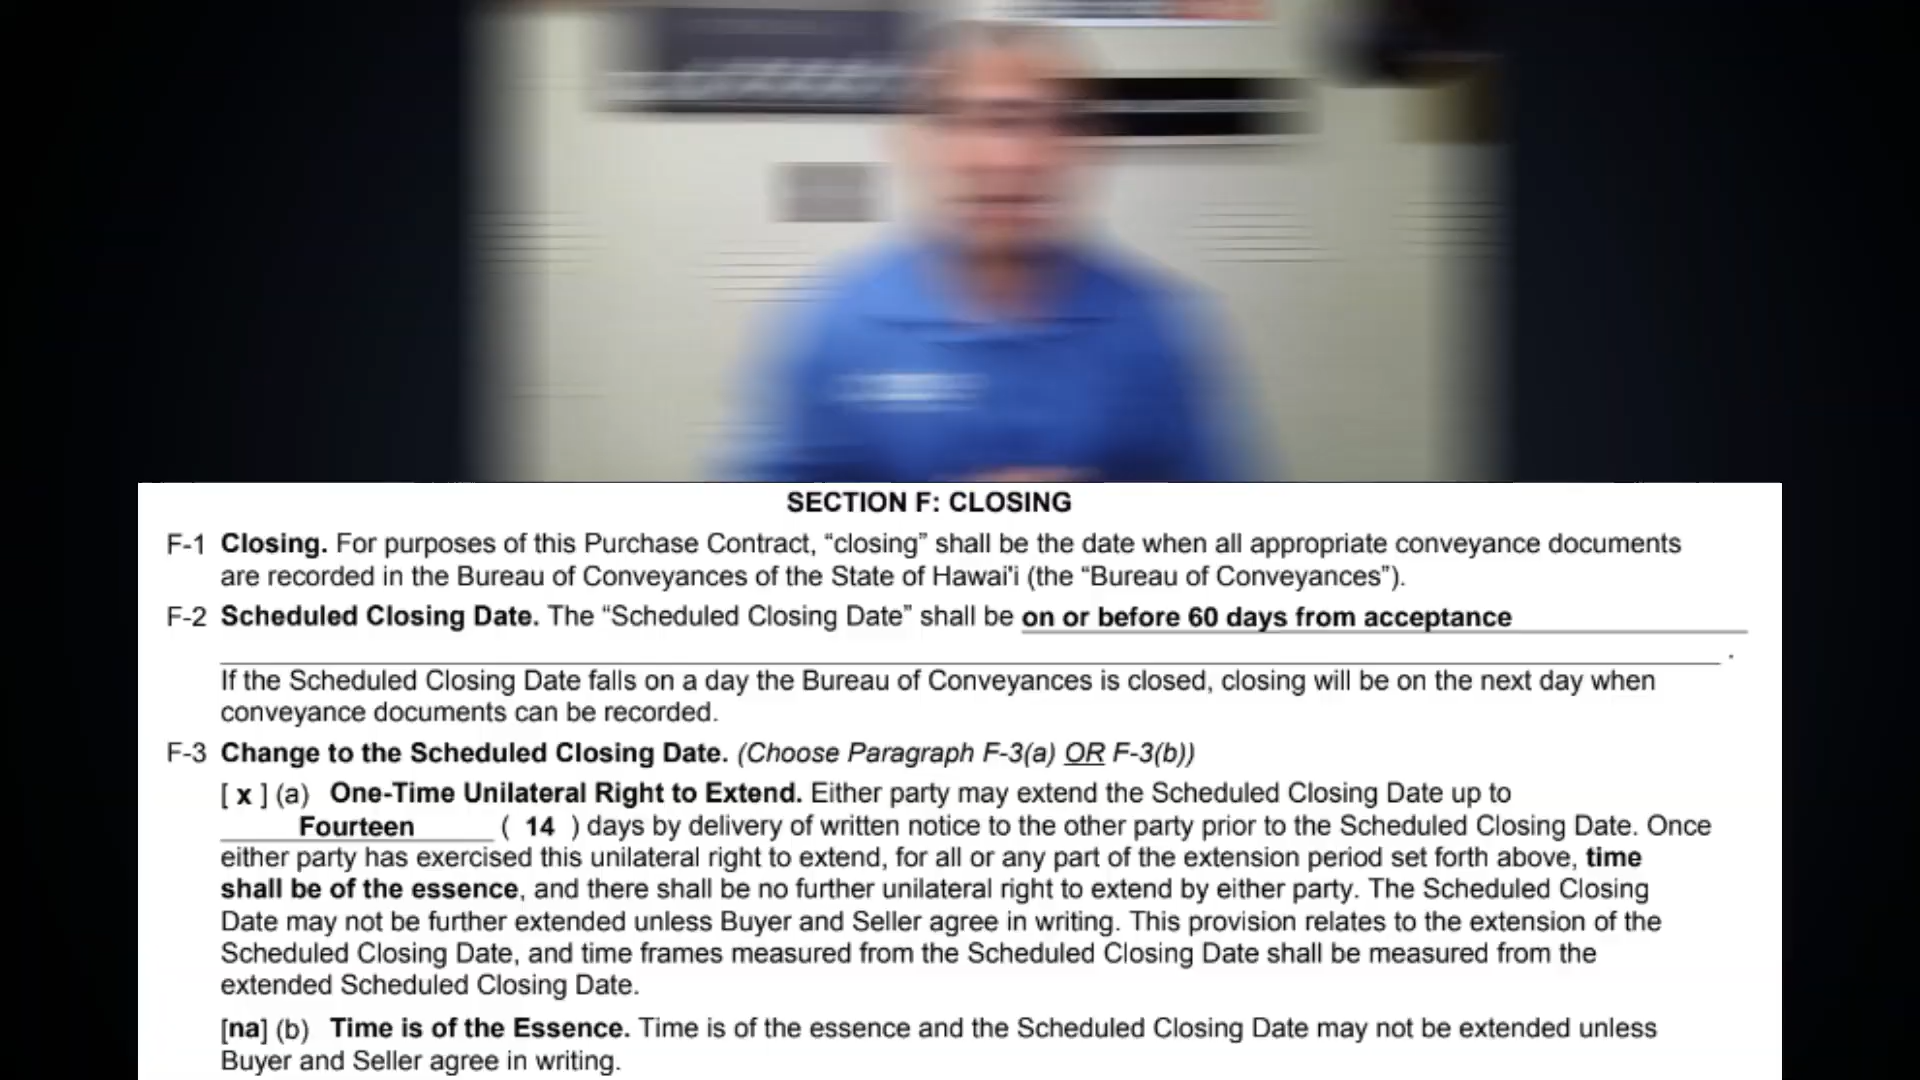 SECTION F: CLOSING
F-1 Closing. For purposes of this Purchase Contract, “closing” shall be the date when all appropriate conveyance documents
are recorded in the Bureau of Conveyances of the State of Hawai'i (the “Bureau of Conveyances”).
F-2 Scheduled Closing Date. The “Scheduled Closing Date” shall be on or before 60 days from acceptance
.
If the Scheduled Closing Date falls on a day the Bureau of Conveyances is closed, closing will be on the next day when
conveyance documents can be recorded.
F-3 Change to the Scheduled Closing Date. (Choose Paragraph F-3(a) OR F-3(b))
[ x ] (a) One-Time Unilateral Right to Extend. Either party may extend the Scheduled Closing Date up to
Fourteen ( 14 ) days by delivery of written notice to the other party prior to the Scheduled Closing Date. Once
either party has exercised this unilateral right to extend, for all or any part of the extension period set forth above, time
shall be of the essence, and there shall be no further unilateral right to extend by either party. The Scheduled Closing
Date may not be further extended unless Buyer and Seller agree in writing. This provision relates to the extension of the
Scheduled Closing Date, and time frames measured from the Scheduled Closing Date shall be measured from the
extended Scheduled Closing Date.
[na] (b) Time is of the Essence. Time is of the essence and the Scheduled Closing Date may not be extended unless
Buyer and Seller agree in writing.